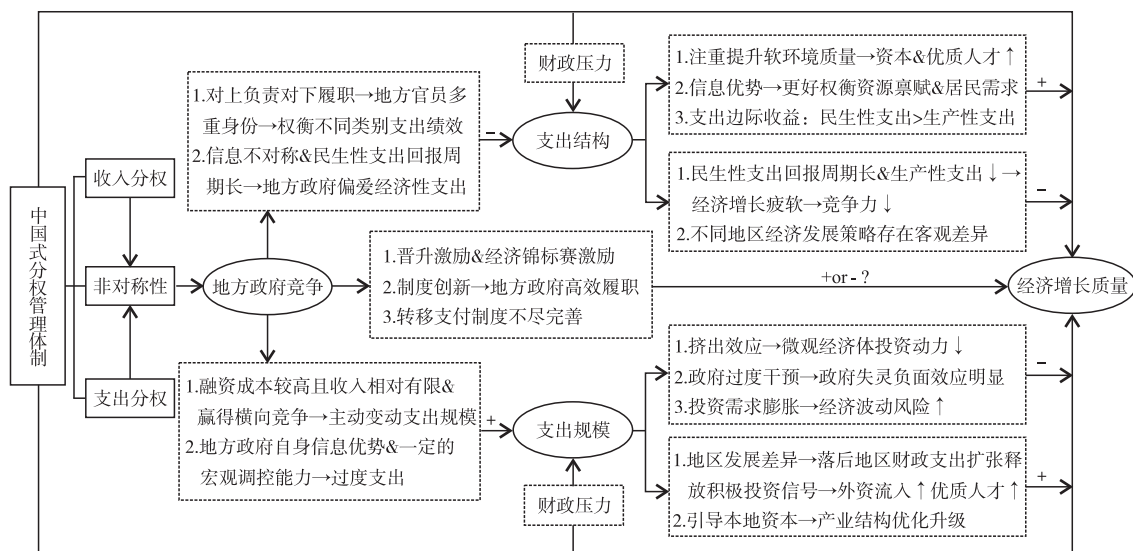 中国式分权管理体制
收入分权
非对称性
支出分权
1.对上负责对下履职→地方官员多
重身份→权衡不同类别支出绩效
2.信息不对称&民生性支出回报周
期长→地方政府偏爱经济性支出
地方政府竞争
1.融资成本较高且收入相对有限&
赢得横向竞争→主动变动支出规模
2.地方政府自身信息优势&一定的
宏观调控能力→过度支出
-
+
财政压力
支出结构
1.晋升激励&经济锦标赛激励
2.制度创新→地方政府高效履职
3.转移支付制度不尽完善
支出规模
财政压力
1.注重提升软环境质量→资本&优质人才↑
2.信息优势→更好权衡资源禀赋&居民需求
3.支出边际收益：民生性支出>生产性支出
+
1.民生性支出回报周期长&生产性支出↓→
经济增长疲软→竞争力↓
2.不同地区经济发展策略存在客观差异
-
+or-?
经济增长质量
1.挤出效应→微观经济体投资动力↓
2.政府过度干预→政府失灵负面效应明显
3.投资需求膨胀→经济波动风险↑
-
1.地区发展差异→落后地区财政支出扩张释
放积极投资信号→外资流入↑优质人才↑
2.引导本地资本→产业结构优化升级
+